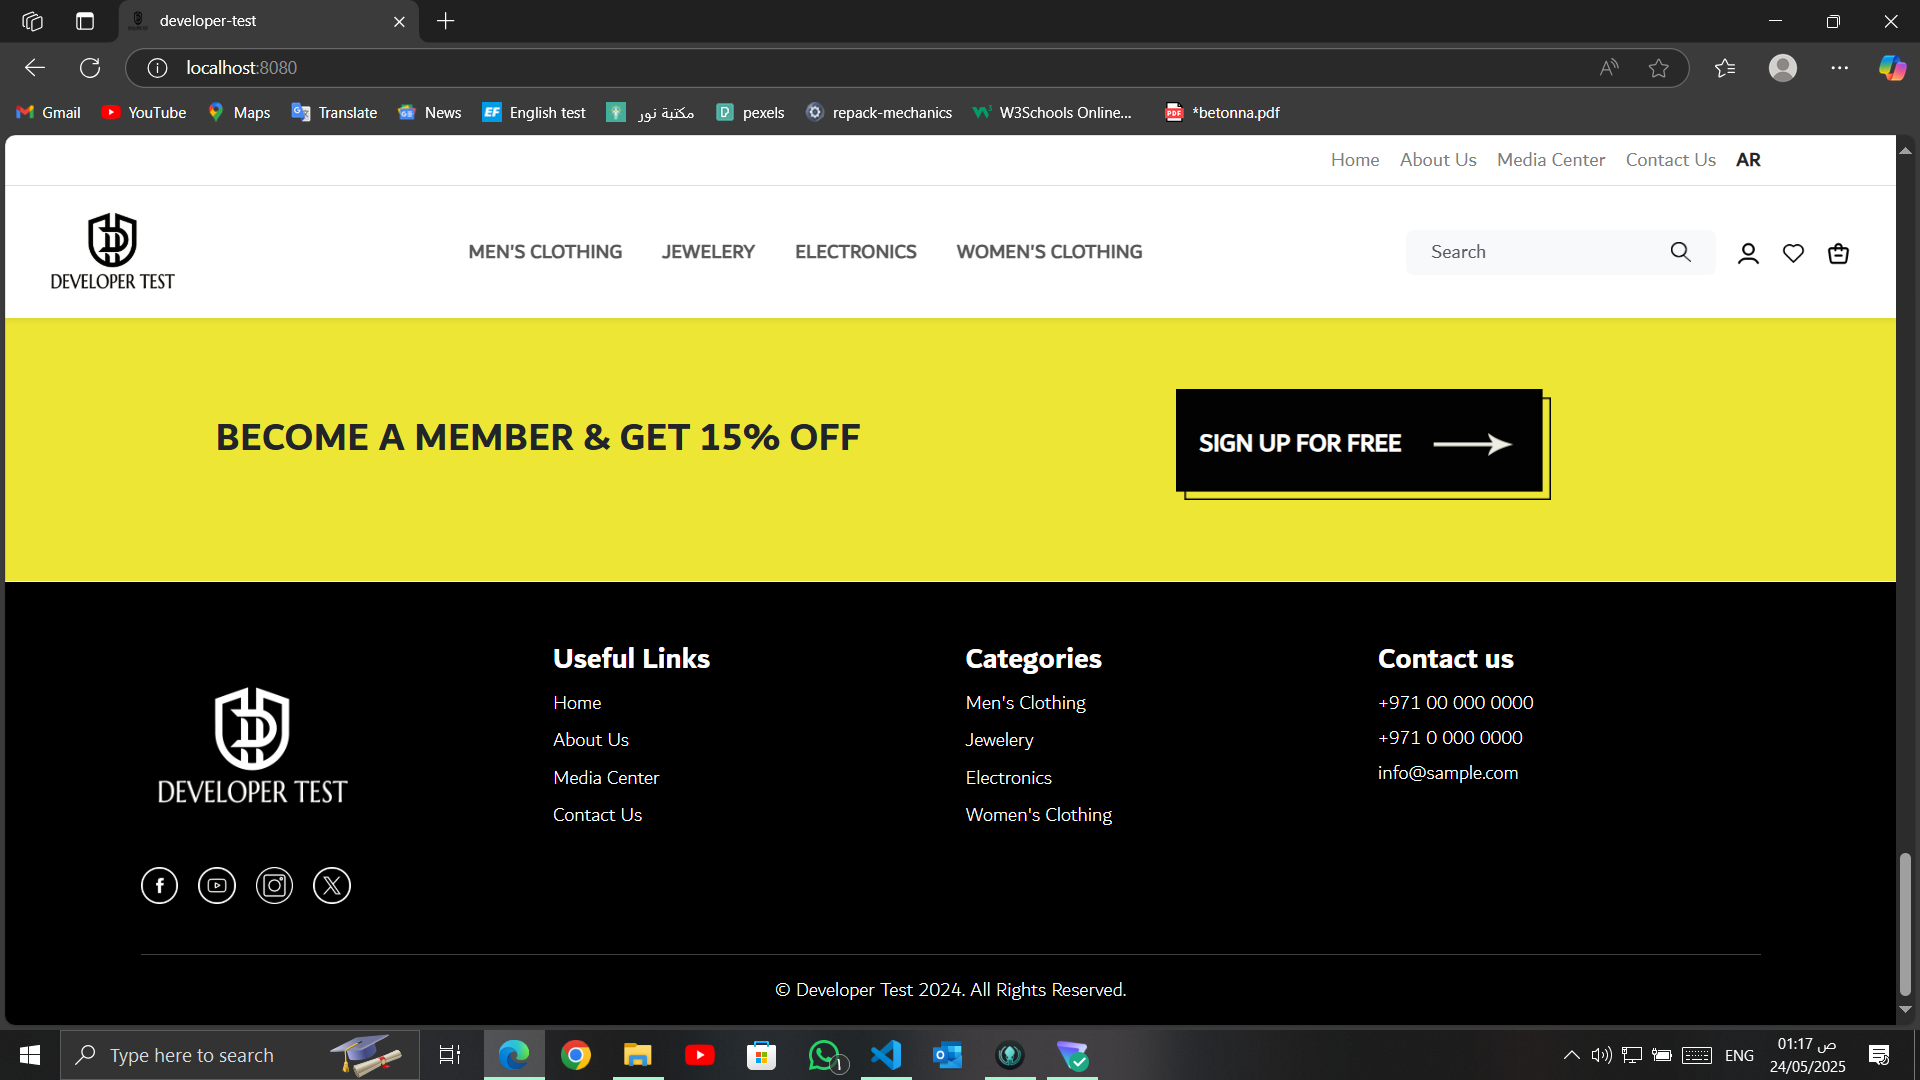 developer-test
localhost:8080
Gmail YouTube Maps Translate News English test مكتبة نور pexels repack-mechanics W3Schools Online... *betonna.pdf
Home About Us Media Center Contact Us AR
DEVELOPER TEST
MEN'S CLOTHING JEWELERY ELECTRONICS WOMEN'S CLOTHING
Search
BECOME A MEMBER & GET 15% OFF
SIGN UP FOR FREE
DEVELOPER TEST
Useful Links
Home
About Us
Media Center
Contact Us
Categories
Men's Clothing
Jewelery
Electronics
Women's Clothing
Contact us
+971 00 000 0000
+971 0 000 0000
info@sample.com
© Developer Test 2024. All Rights Reserved.
Type here to search
ENG
01:17 ص
24/05/2025